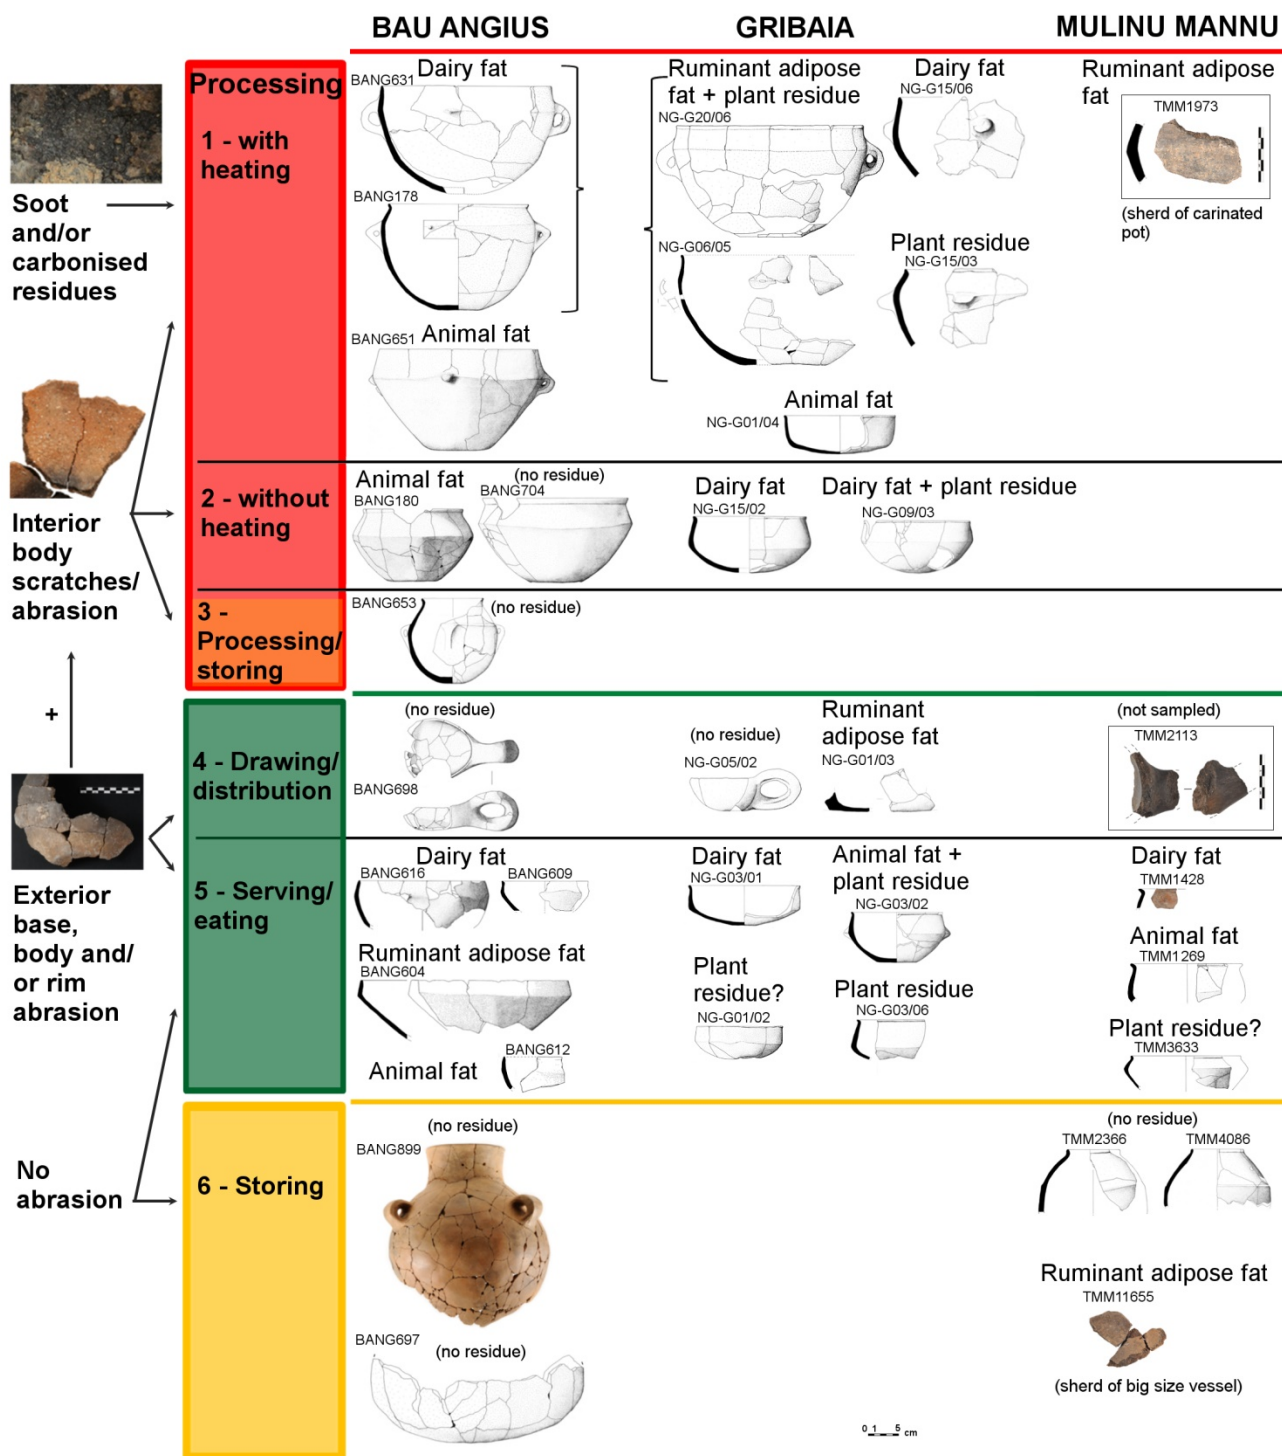 BAU ANGIUS
GRIBAIA
MULINU MANNU
Soot
and/or
carbonised
residues
Interior
body
scratches/
abrasion
+
Exterior
base,
body and/
or rim
abrasion
No
abrasion
Processing
1 - with
heating
Dairy fat
BANG631
BANG178
BANG651
Animal fat
Ruminant adipose
fat + plant residue
NG-G20/06
NG-G06/05
Dairy fat
NG-G15/06
Plant residue
NG-G15/03
Animal fat
NG-G01/04
Ruminant adipose
fat
TMM1973
(sherd of carinated
pot)
2 - without
heating
Animal fat
BANG180
(no residue)
BANG704
Dairy fat
NG-G15/02
Dairy fat + plant residue
NG-G09/03
3 -
Processing/
storing
BANG653
(no residue)
4 - Drawing/
distribution
(no residue)
BANG698
(no residue)
NG-G05/02
Ruminant
adipose fat
NG-G01/03
(not sampled)
TMM2113
5 - Serving/
eating
Dairy fat
BANG616
BANG609
Ruminant adipose fat
BANG604
Animal fat
BANG612
Dairy fat
NG-G03/01
Animal fat +
plant residue
NG-G03/02
Plant
residue?
NG-G01/02
Plant residue
NG-G03/06
Dairy fat
TMM1428
Animal fat
TMM1269
Plant residue?
TMM3633
6 - Storing
(no residue)
BANG899
BANG697
(no residue)
(no residue)
TMM2366
TMM4086
Ruminant adipose fat
TMM11655
(sherd of big size vessel)
0 1 5 cm